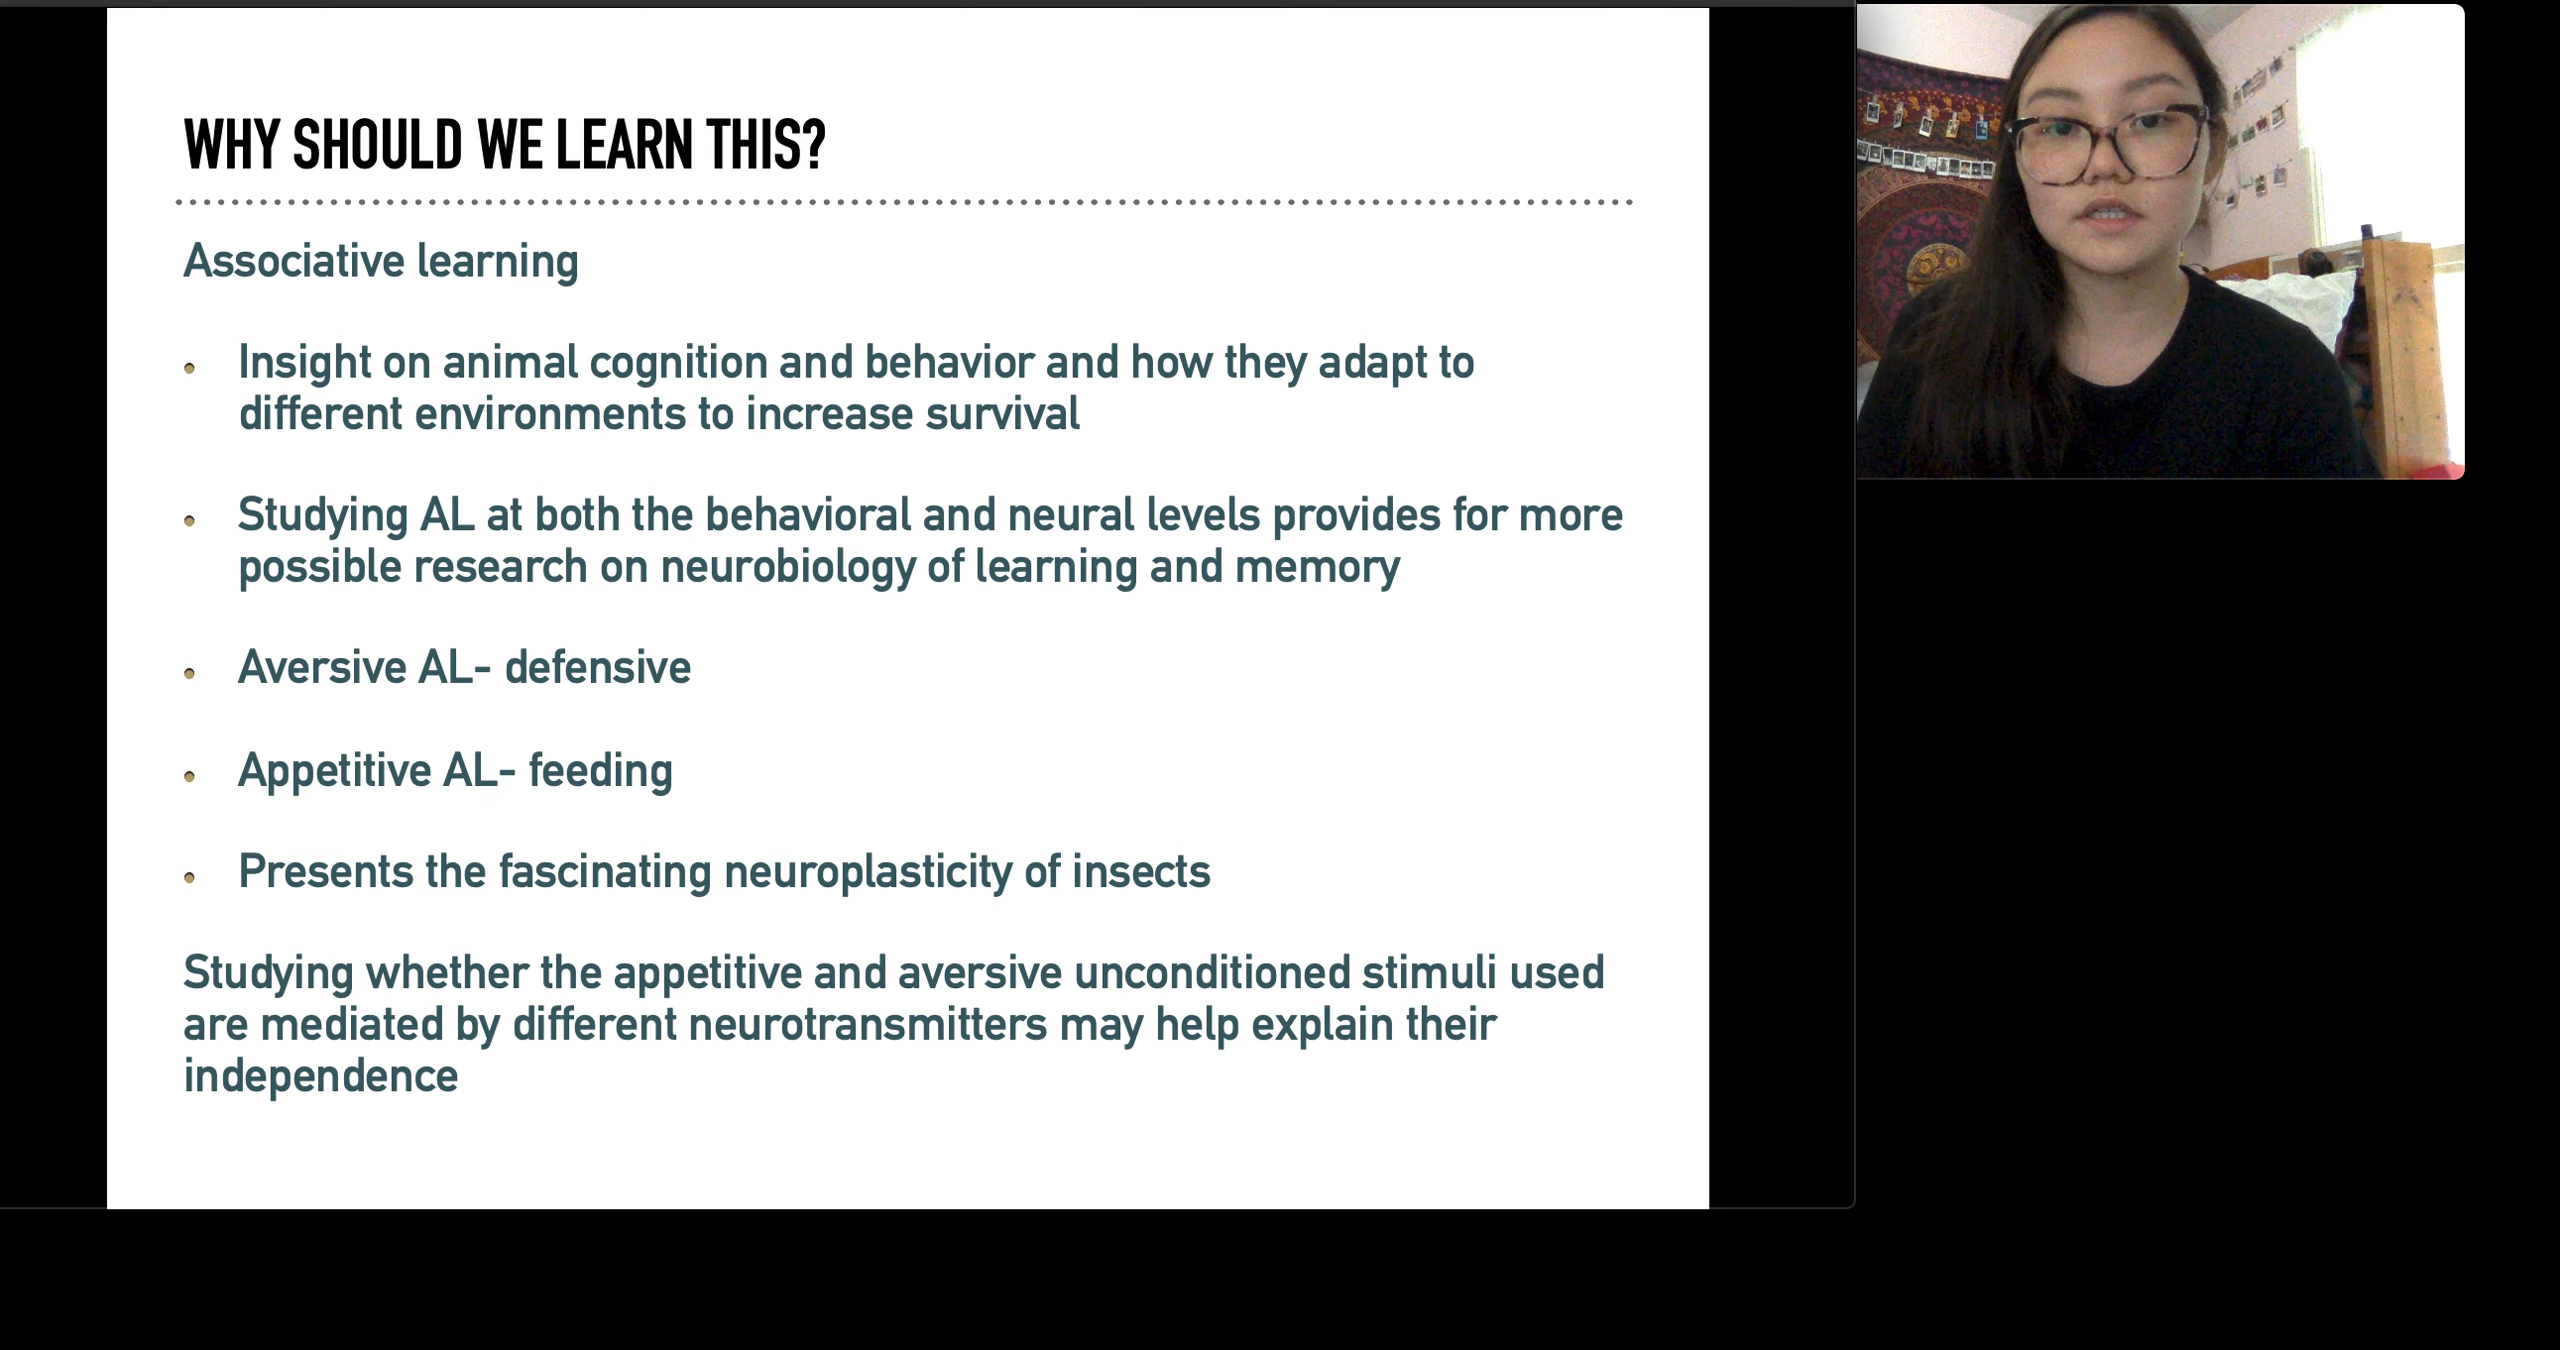 WHY SHOULD WE LEARN THIS?
Associative learning
• Insight on animal cognition and behavior and how they adapt to
different environments to increase survival
• Studying AL at both the behavioral and neural levels provides for more
possible research on neurobiology of learning and memory
• Aversive AL- defensive
• Appetitive AL- feeding
• Presents the fascinating neuroplasticity of insects
Studying whether the appetitive and aversive unconditioned stimuli used
are mediated by different neurotransmitters may help explain their
independence